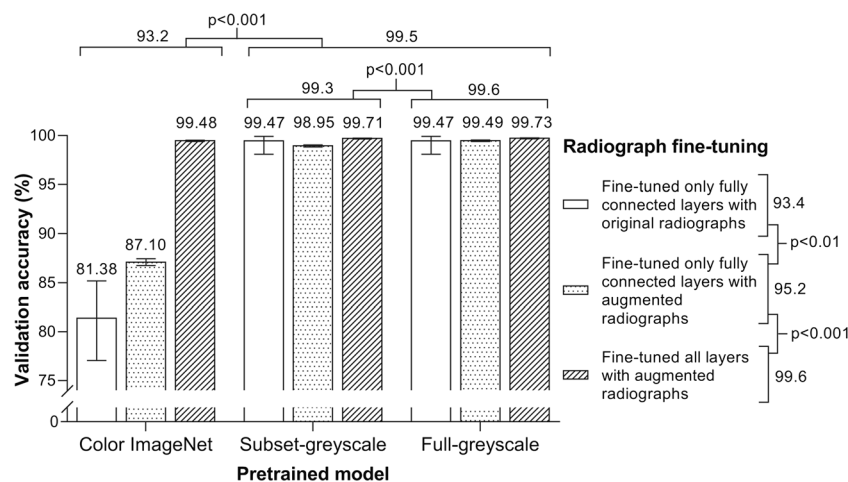 p<0.001
93.2
99.5
p<0.001
99.3
99.6
99.48
99.47
98.95
99.71
99.47
99.49
99.73
87.10
81.38
Validation accuracy (%)
100
95
90
85
80
75
0
Color ImageNet
Subset-greyscale
Full-greyscale
Pretrained model
Radiograph fine-tuning
Fine-tuned only fully
connected layers with
original radiographs
93.4
p<0.01
Fine-tuned only fully
connected layers with
augmented
radiographs
95.2
p<0.001
Fine-tuned all layers
with augmented
radiographs
99.6